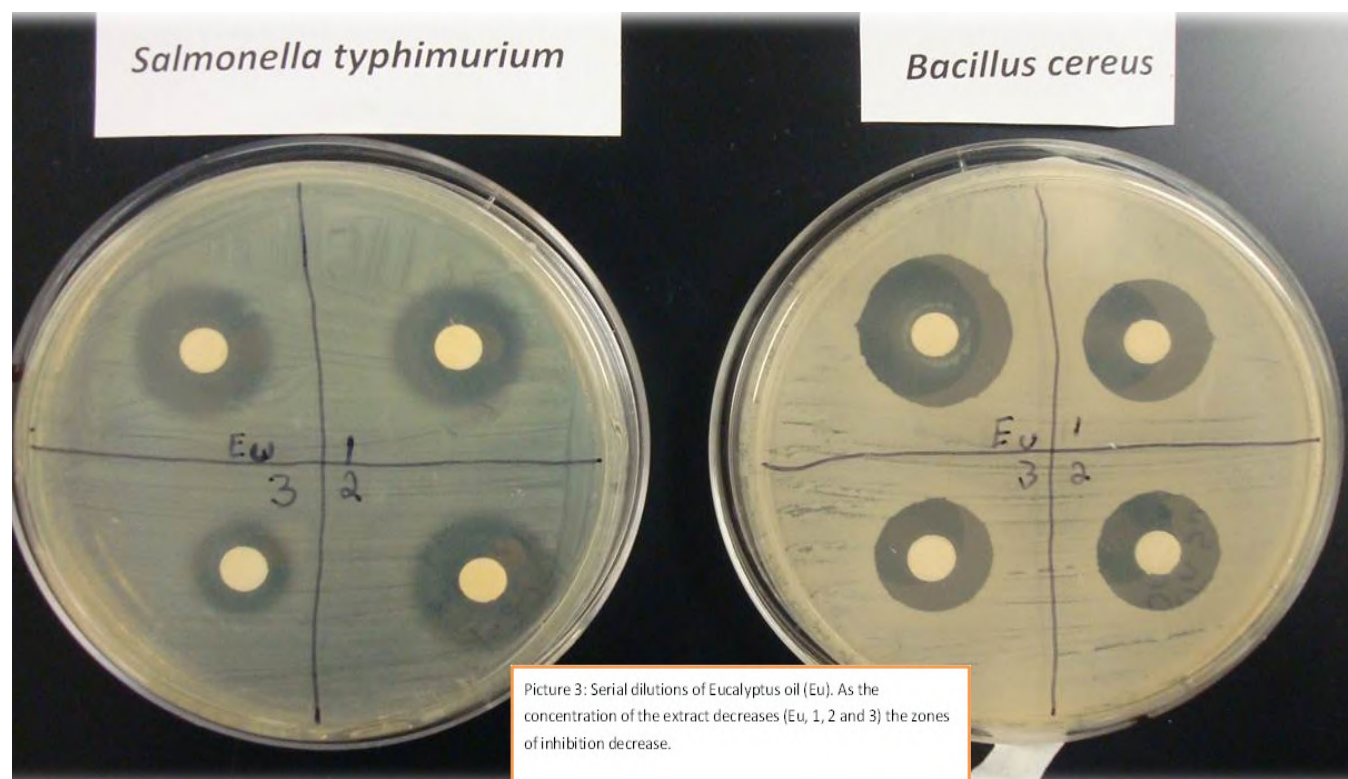 Salmonella typhimurium
Bacillus cereus
Eu 1
3 2
Eu 1
3 2
Picture 3: Serial dilutions of Eucalyptus oil (Eu). As the
concentration of the extract decreases (Eu, 1, 2 and 3) the zones
of inhibition decrease.